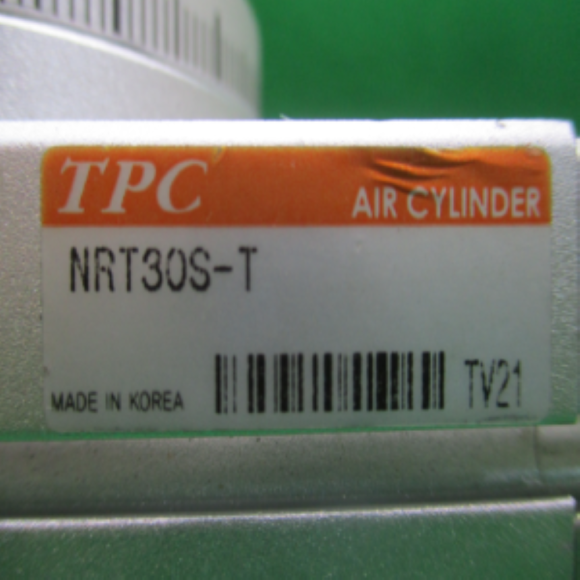 TPC
AIR CYLINDER
NRT30S-T
MADE IN KOREA
TV21